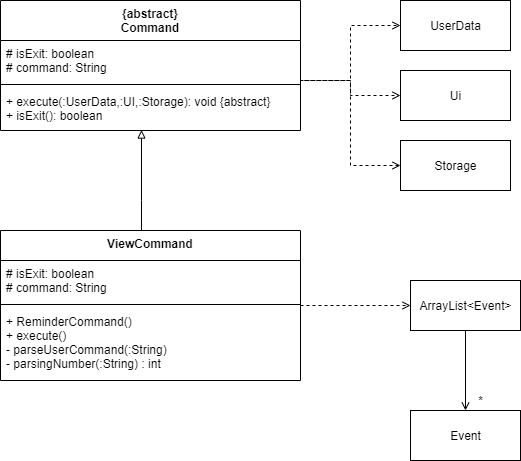 {abstract}
Command
# isExit: boolean
# command: String
+ execute(:UserData,:UI,:Storage): void {abstract}
+ isExit(): boolean
UserData
Ui
Storage
ViewCommand
# isExit: boolean
# command: String
+ ReminderCommand()
+ execute()
- parseUserCommand(:String)
- parsingNumber(:String) : int
ArrayList<Event>
*
Event